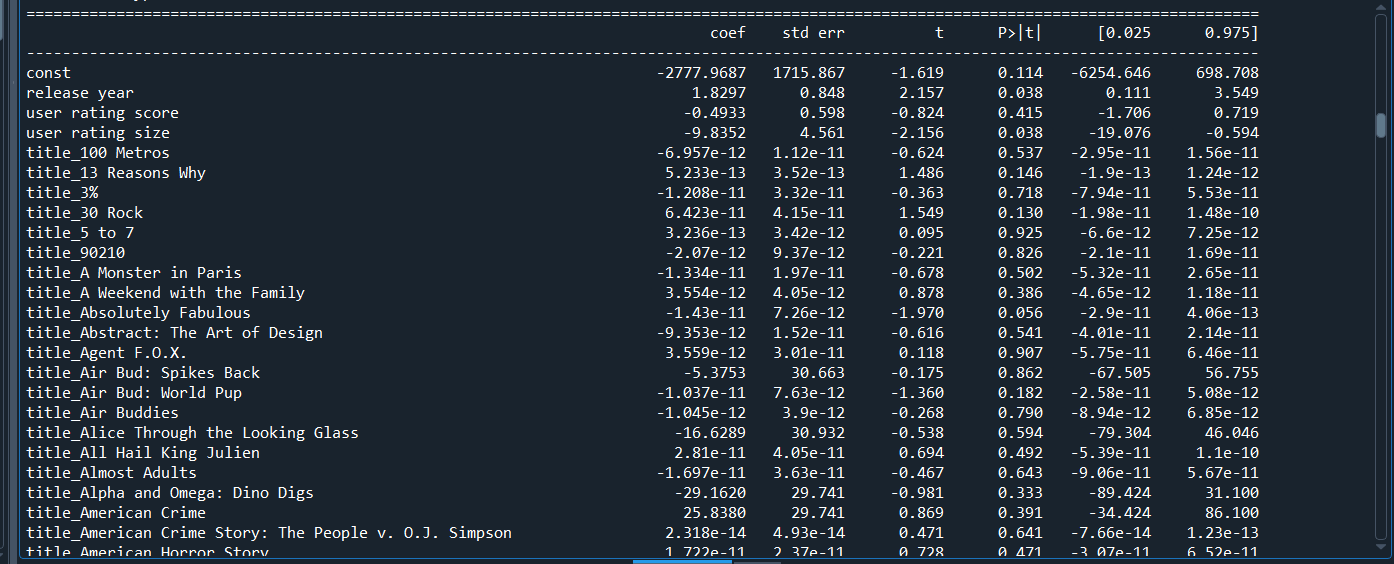 coef std err t P>|t| [0.025 0.975]
const -2777.9687 1715.867 -1.619 0.114 -6254.646 698.708
release year 1.8297 0.848 2.157 0.038 0.111 3.549
user rating score -0.4933 0.598 -0.824 0.415 -1.706 0.719
user rating size -9.8352 4.561 -2.156 0.038 -19.076 -0.594
title_100 Metros -6.957e-12 1.12e-11 -0.624 0.537 -2.95e-11 1.56e-11
title_13 Reasons Why 5.233e-13 3.52e-13 1.486 0.146 -1.9e-13 1.24e-12
title_3% -1.208e-11 3.32e-11 -0.363 0.718 -7.94e-11 5.53e-11
title_30 Rock 6.423e-11 4.15e-11 1.549 0.130 -1.98e-11 1.48e-10
title_5 to 7 3.236e-13 3.42e-12 0.095 0.925 -6.6e-12 7.25e-12
title_90210 -2.07e-12 9.37e-12 -0.221 0.826 -2.1e-11 1.69e-11
title_A Monster in Paris -1.334e-11 1.97e-11 -0.678 0.502 -5.32e-11 2.65e-11
title_A Weekend with the Family 3.554e-12 4.05e-12 0.878 0.386 -4.65e-12 1.18e-11
title_Absolutely Fabulous -1.43e-11 7.26e-12 -1.970 0.056 -2.9e-11 4.06e-13
title_Abstract: The Art of Design -9.353e-12 1.52e-11 -0.616 0.541 -4.01e-11 2.14e-11
title_Agent F.O.X. 3.559e-12 3.01e-11 0.118 0.907 -5.75e-11 6.46e-11
title_Air Bud: Spikes Back -5.3753 30.663 -0.175 0.862 -67.505 56.755
title_Air Bud: World Pup -1.037e-11 7.63e-12 -1.360 0.182 -2.58e-11 5.08e-12
title_Air Buddies -1.045e-12 3.9e-12 -0.268 0.790 -8.94e-12 6.85e-12
title_Alice Through the Looking Glass -16.6289 30.932 -0.538 0.594 -79.304 46.046
title_All Hail King Julien 2.81e-11 4.05e-11 0.694 0.492 -5.39e-11 1.1e-10
title_Almost Adults -1.697e-11 3.63e-11 -0.467 0.643 -9.06e-11 5.67e-11
title_Alpha and Omega: Dino Digs -29.1620 29.741 -0.981 0.333 -89.424 31.100
title_American Crime 25.8380 29.741 0.869 0.391 -34.424 86.100
title_American Crime Story: The People v. O.J. Simpson 2.318e-14 4.93e-14 0.471 0.641 -7.66e-14 1.23e-13
title_American Horror Story 1.722e-11 2.37e-11 0.728 0.471 -3.07e-11 6.52e-11